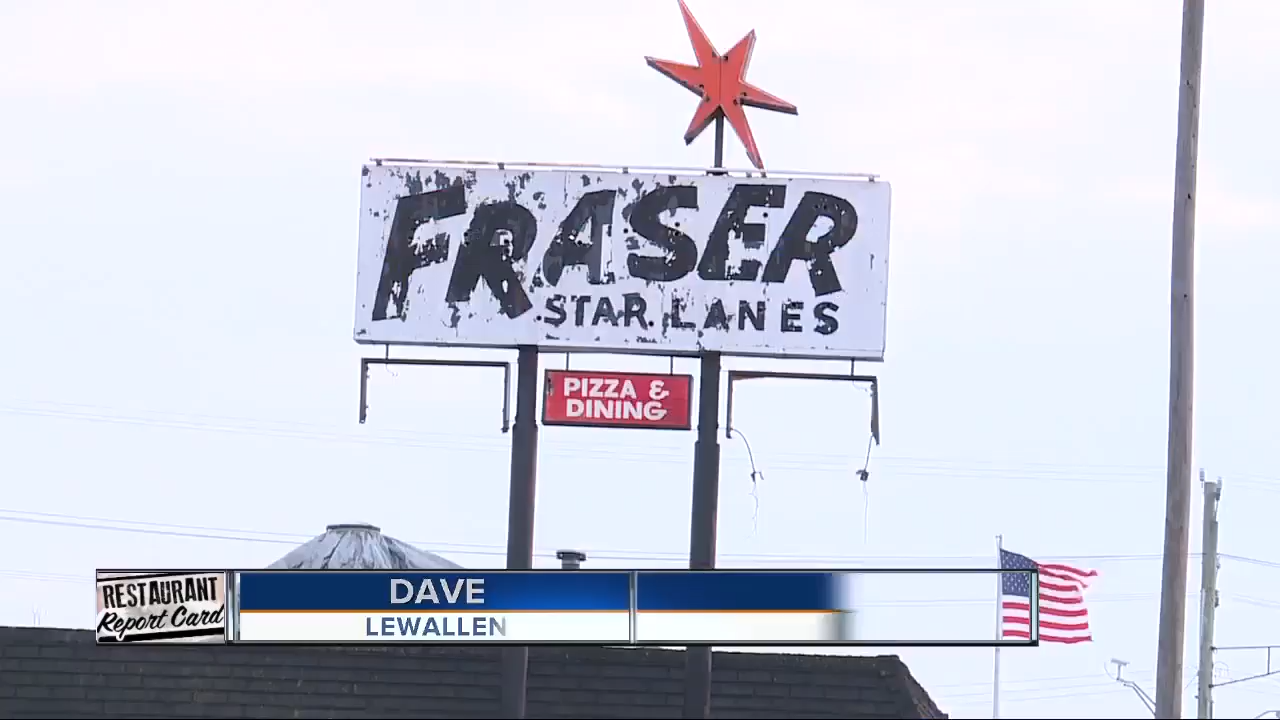 FRASER
STAR LANES
PIZZA &
DINING
RESTAURANT
Report Card
DAVE
LEWALLEN